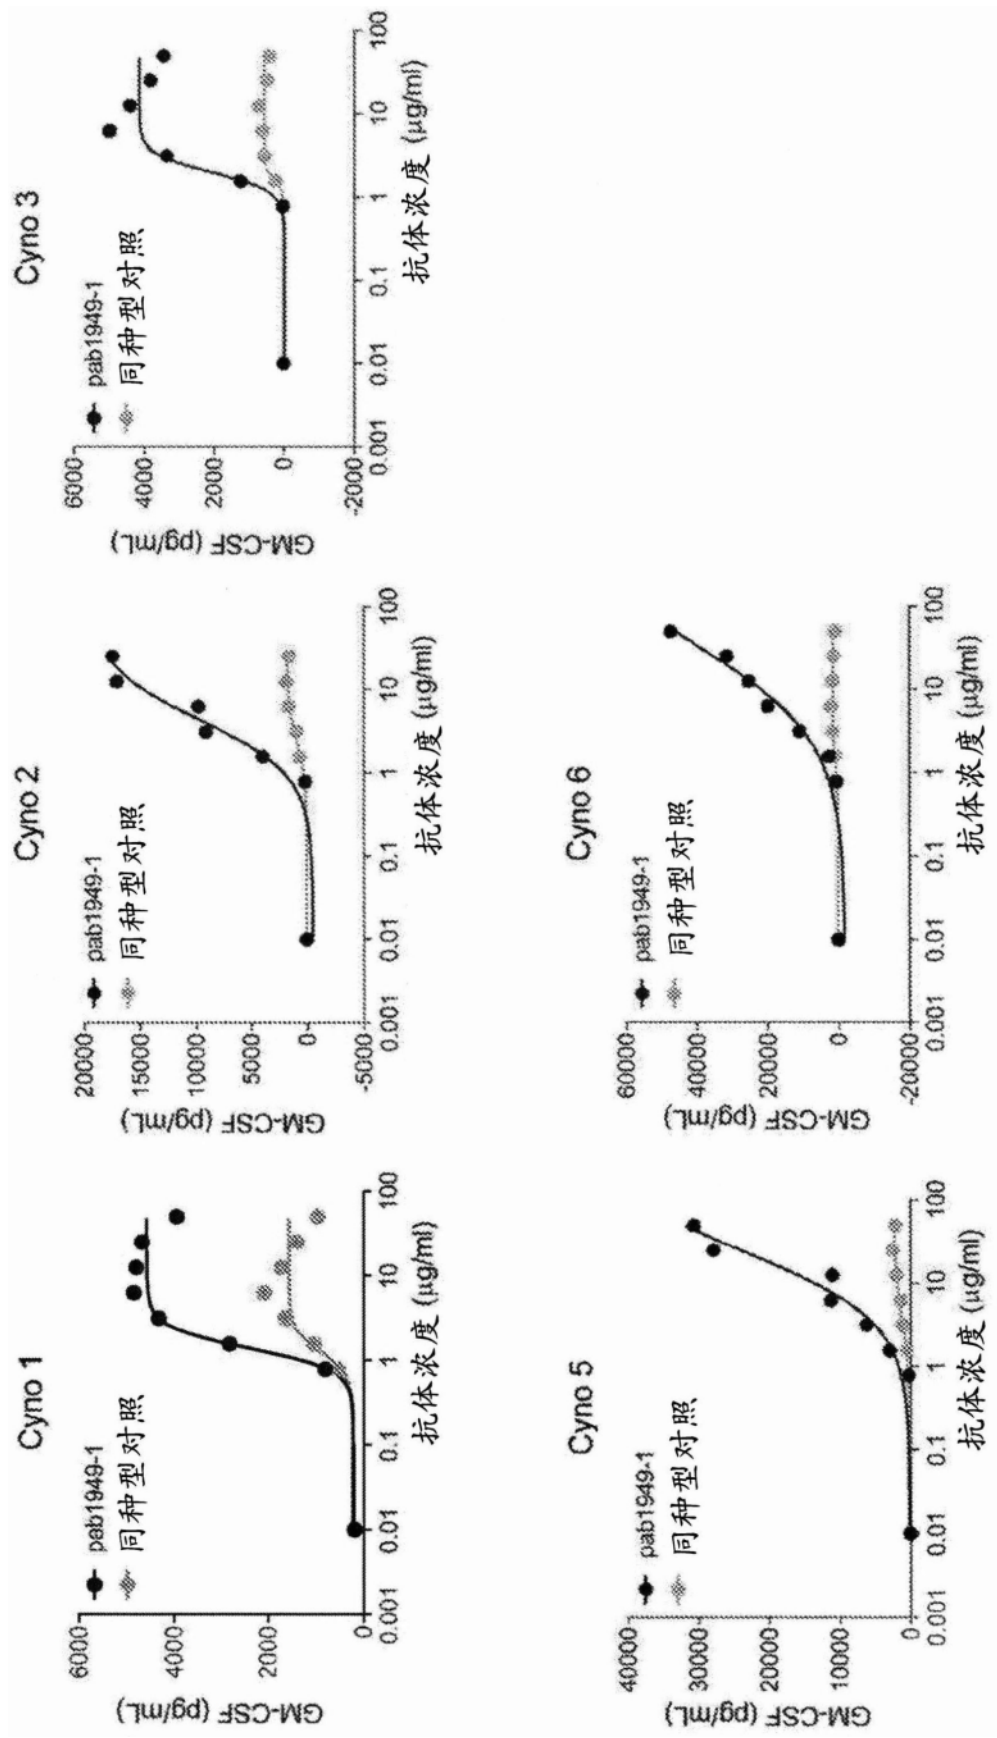 Cyno 1
pab1949-1
同种型对照
GM-CSF (pg/mL)
6000
4000
2000
0
0.001 0.01 0.1 1 10 100
抗体浓度 (μg/ml)
Cyno 2
pab1949-1
同种型对照
GM-CSF (pg/mL)
20000
15000
10000
5000
0
-5000
0.001 0.01 0.1 1 10 100
抗体浓度 (μg/ml)
Cyno 3
pab1949-1
同种型对照
GM-CSF (pg/mL)
6000
4000
2000
0
-2000
0.001 0.01 0.1 1 10 100
抗体浓度 (μg/ml)
Cyno 5
pab1949-1
同种型对照
GM-CSF (pg/mL)
40000
30000
20000
10000
0
0.001 0.01 0.1 1 10 100
抗体浓度 (μg/ml)
Cyno 6
pab1949-1
同种型对照
GM-CSF (pg/mL)
60000
40000
20000
0
-20000
0.001 0.01 0.1 1 10 100
抗体浓度 (μg/ml)